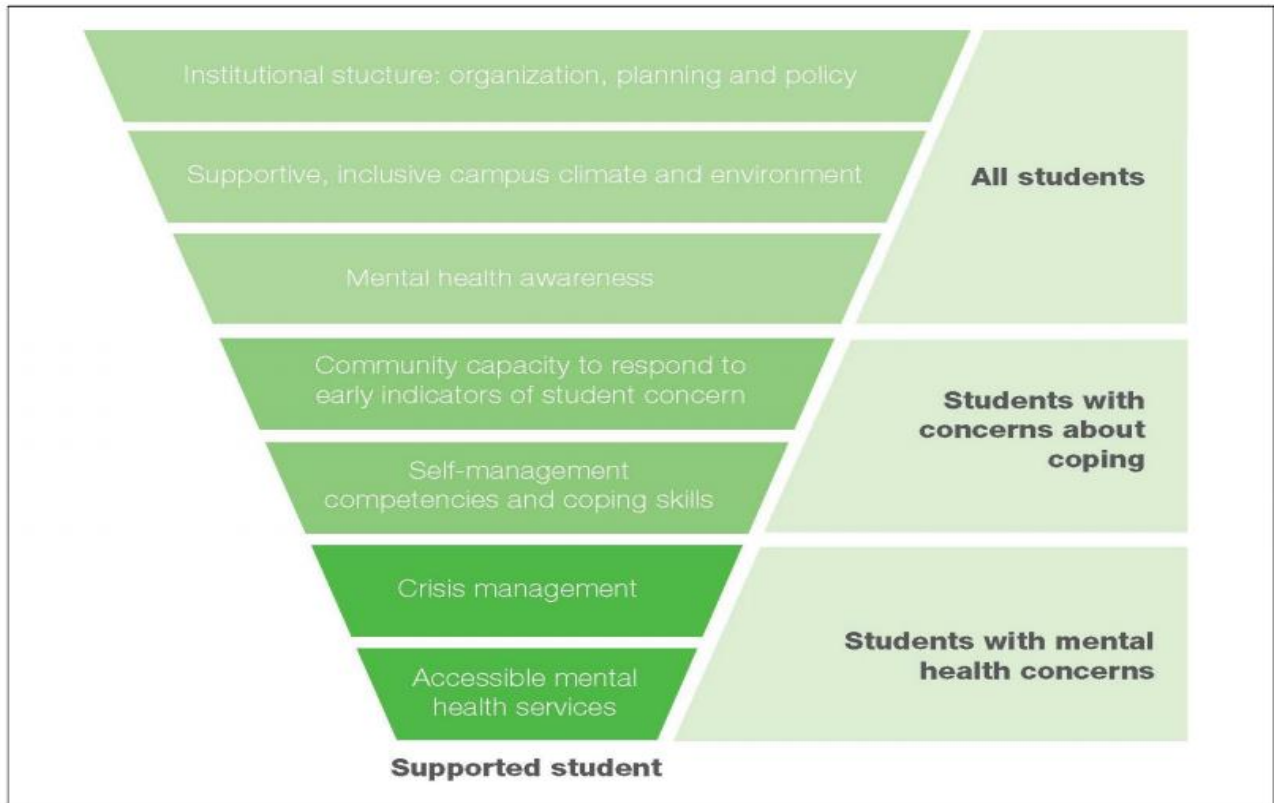 Institutional stucture: organization, planning and policy
Supportive, inclusive campus climate and environment
All students
Mental health awareness
Community capacity to respond to
early indicators of student concern
Self-management
competencies and coping skills
Students with
concerns about
coping
Crisis management
Accessible mental
health services
Students with mental
health concerns
Supported student